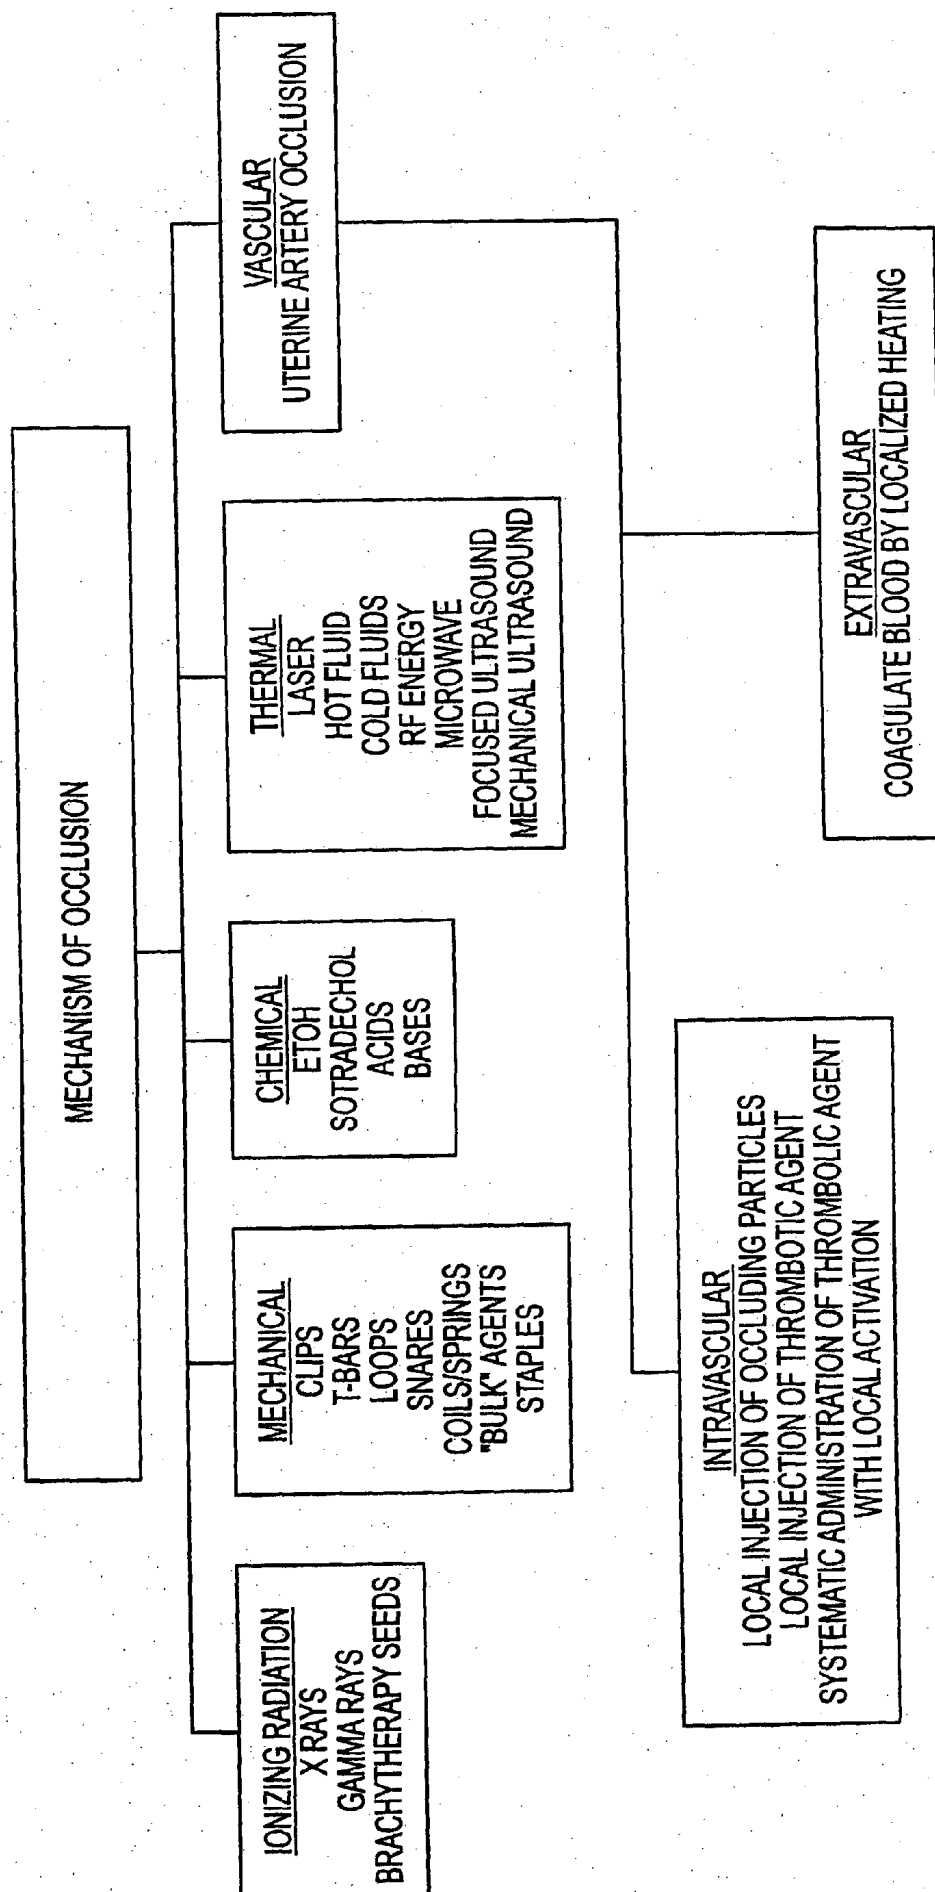 MECHANISM OF OCCLUSION
IONIZING RADIATION
X RAYS
GAMMA RAYS
BRACHYTHERAPY SEEDS
MECHANICAL
CLIPS
T-BARS
LOOPS
SNARES
COILS/SPRINGS
"BULK" AGENTS
STAPLES
CHEMICAL
ETOH
SOTRADECHOL
ACIDS
BASES
THERMAL
LASER
HOT FLUID
COLD FLUIDS
RF ENERGY
MICROWAVE
FOCUSED ULTRASOUND
MECHANICAL ULTRASOUND
VASCULAR
UTERINE ARTERY OCCLUSION
INTRAVASCULAR
LOCAL INJECTION OF OCCLUDING PARTICLES
LOCAL INJECTION OF THROMBOTIC AGENT
SYSTEMATIC ADMINISTRATION OF THROMBOLIC AGENT
WITH LOCAL ACTIVATION
EXTRAVASCULAR
COAGULATE BLOOD BY LOCALIZED HEATING